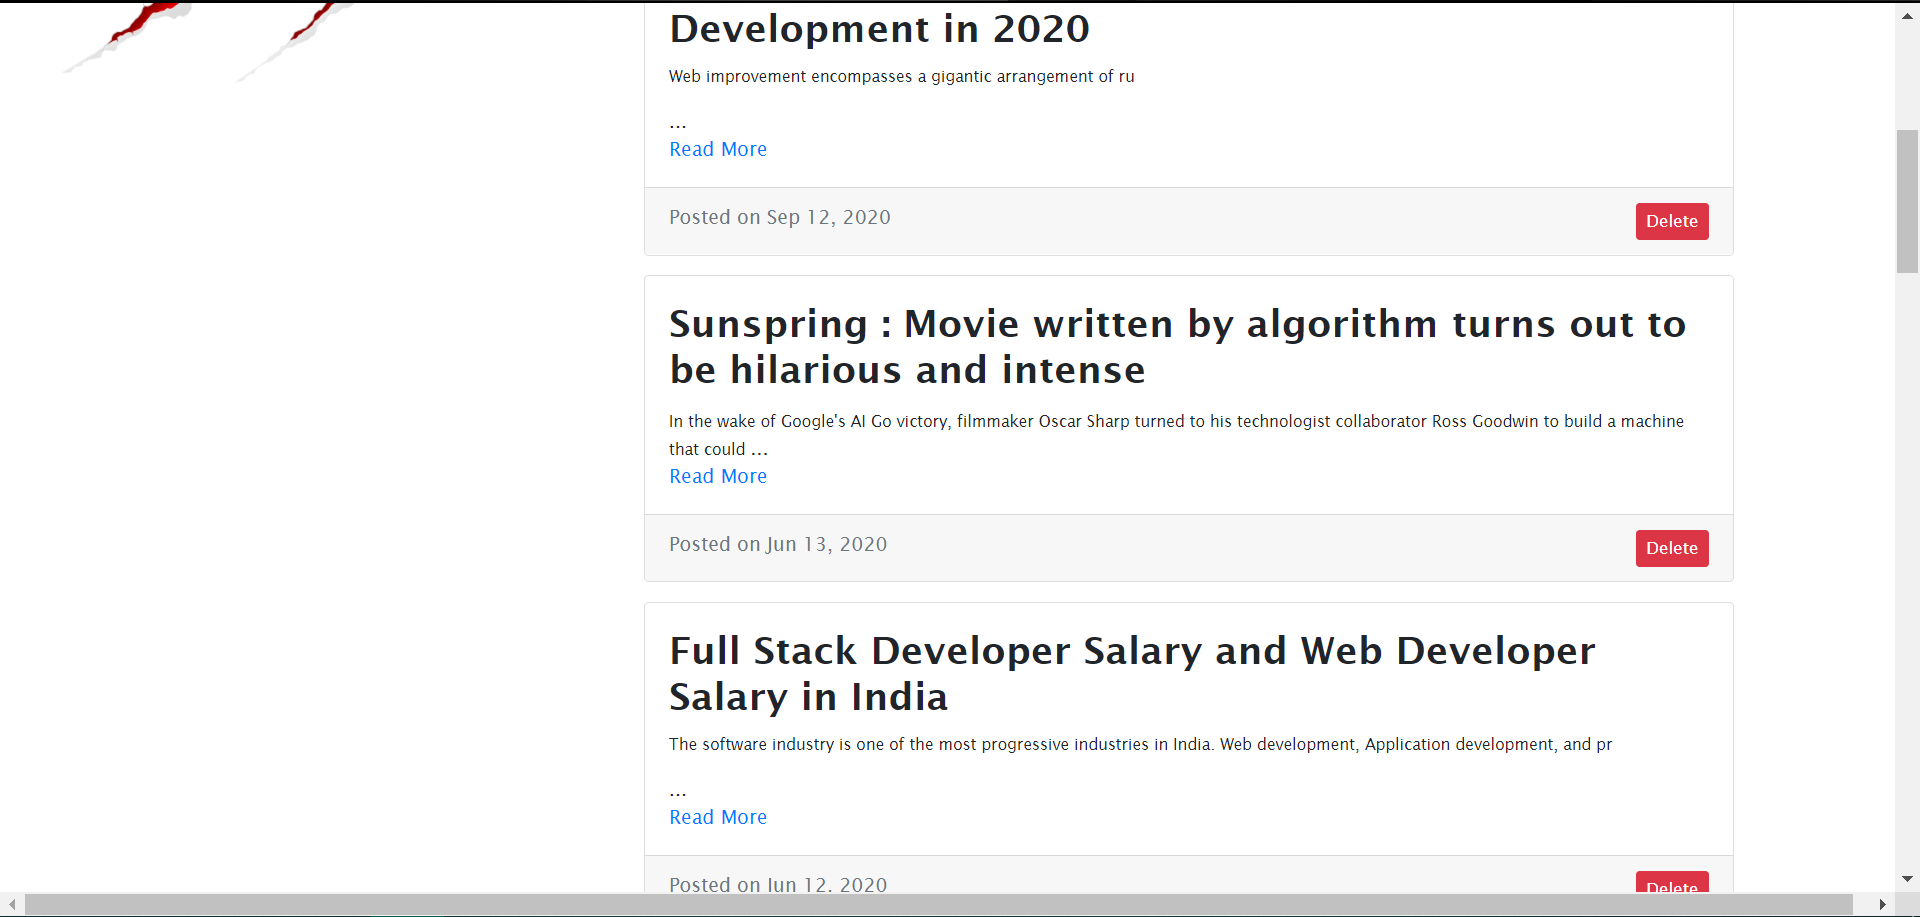 Development in 2020
Web improvement encompasses a gigantic arrangement of ru
...
Read More
Posted on Sep 12, 2020
Delete
Sunspring : Movie written by algorithm turns out to
be hilarious and intense
In the wake of Google's AI Go victory, filmmaker Oscar Sharp turned to his technologist collaborator Ross Goodwin to build a machine
that could ...
Read More
Posted on Jun 13, 2020
Delete
Full Stack Developer Salary and Web Developer
Salary in India
The software industry is one of the most progressive industries in India. Web development, Application development, and pr
...
Read More
Posted on Jun 12, 2020
Delete